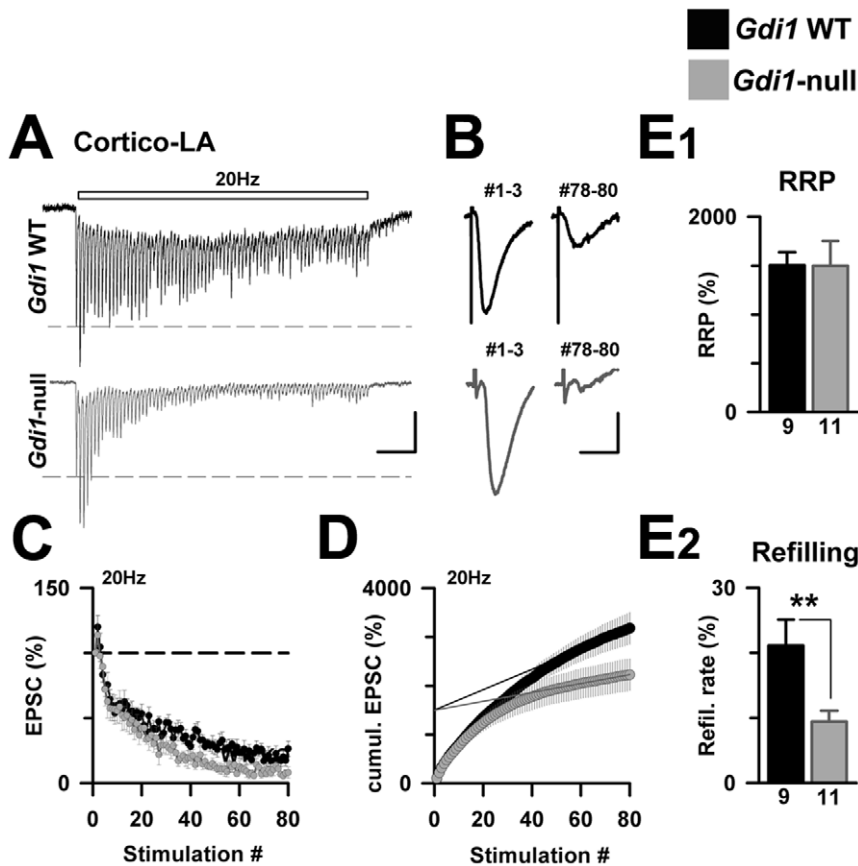 Gdi1 WT
Gdi1-null
A Cortico-LA
20Hz
Gdi1 WT
Gdi1-null
B
#1-3 #78-80
#1-3 #78-80
E1
RRP
2000
RRP (%)
0
9 11
C
20Hz
150
EPSC (%)
0
0 20 40 60 80
Stimulation #
D
20Hz
4000
cumul. EPSC (%)
0
0 20 40 60 80
Stimulation #
E2
Refilling
30
**
Refil. rate (%)
0
9 11